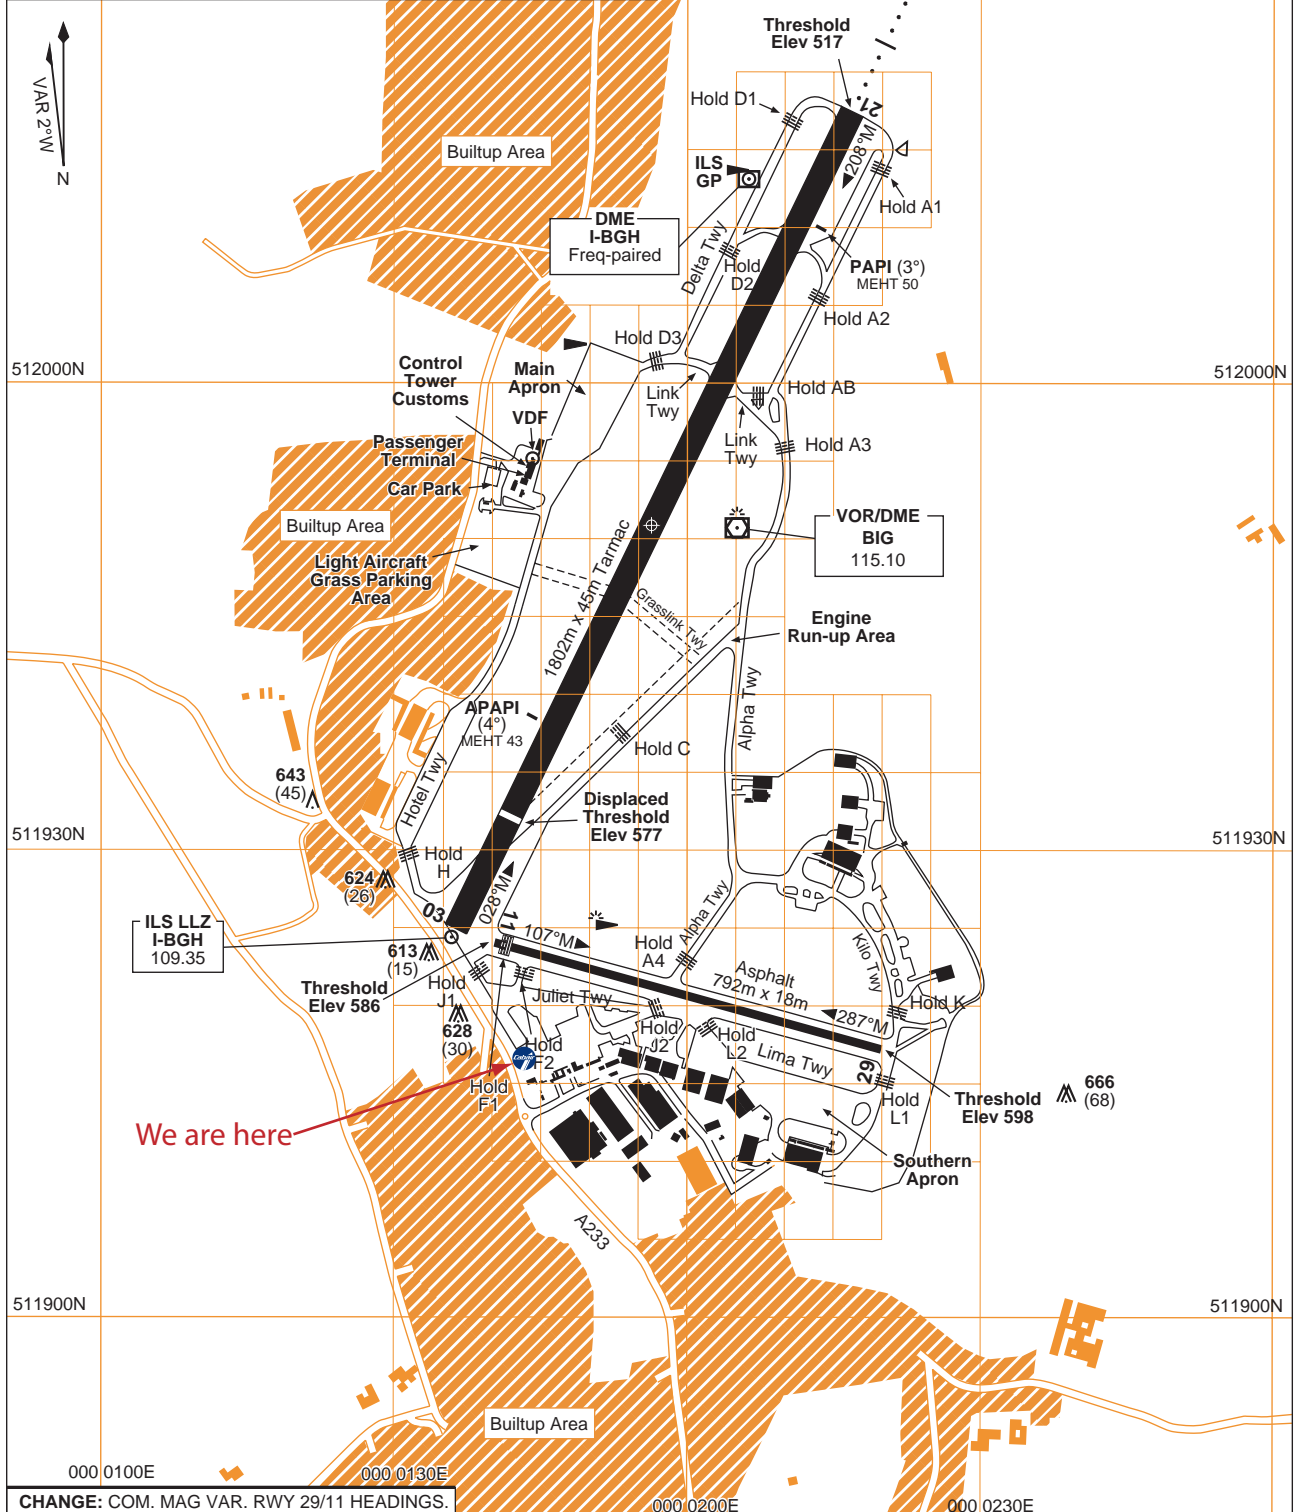 Threshold
Elev 517
VAR 2°W
N
Hold D1
21
208°M
Builtup Area
ILS
GP
Hold A1
DME
I-BGH
Freq-paired
Delta Twy
Hold
D2
PAPI (3°)
MEHT 50
Hold A2
Hold D3
512000N
512000N
Control
Tower
Customs
Main
Apron
Link
Twy
Hold AB
VDF
Link
Twy
Hold A3
Passenger
Terminal
Car Park
Builtup Area
VOR/DME
BIG
115.10
Light Aircraft
Grass Parking
Area
1802m x 45m Tarmac
Grasslink Twy
Engine
Run-up Area
APAPI
(4°)
MEHT 43
Hold C
Alpha Twy
643
(45)
Hotel Twy
Displaced
Threshold
Elev 577
511930N
511930N
Hold
H
624
(26)
028°M
03
11
ILS LLZ
I-BGH
109.35
107°M
Hold
A4
Alpha Twy
613
(15)
Kilo Twy
Threshold
Elev 586
Hold
J1
Juliet Twy
Asphalt
792m x 18m
287°M
Hold K
628
(30)
Hold
F2
Hold
J2
Hold
L2
Lima Twy
29
Cabair
Hold
F1
Hold
L1
Threshold
Elev 598
666
(68)
We are here
Southern
Apron
A233
511900N
511900N
Builtup Area
000 0100E
000 0130E
000 0200E
000 0230E
CHANGE: COM. MAG VAR. RWY 29/11 HEADINGS.